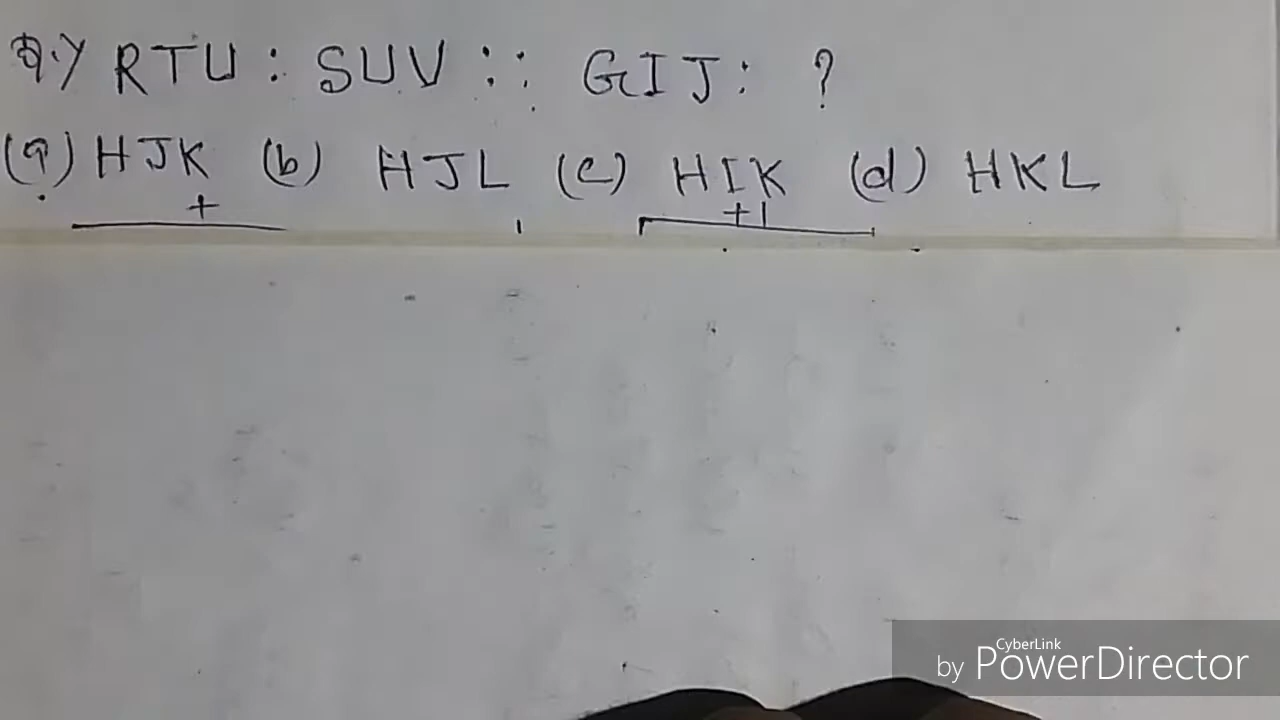 Q.Y RTU : SUV :: GIJ : ?
(a) HJK (b) HJL (c) HIK (d) HKL
+ +1
CyberLink
by PowerDirector